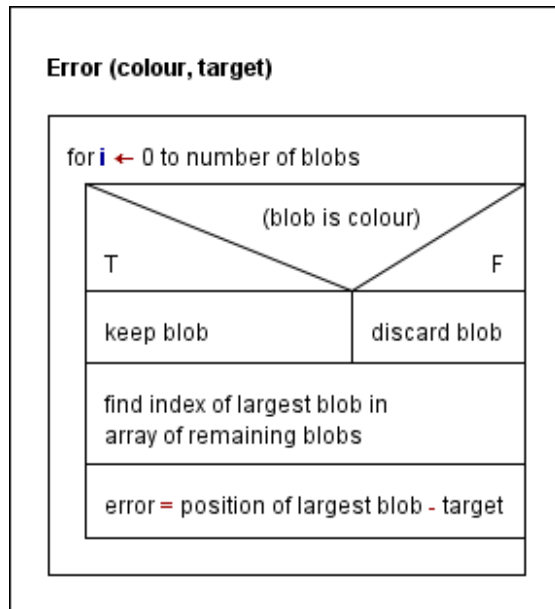 Error (colour, target)
for i ← 0 to number of blobs
(blob is colour)
T F
keep blob discard blob
find index of largest blob in
array of remaining blobs
error = position of largest blob - target